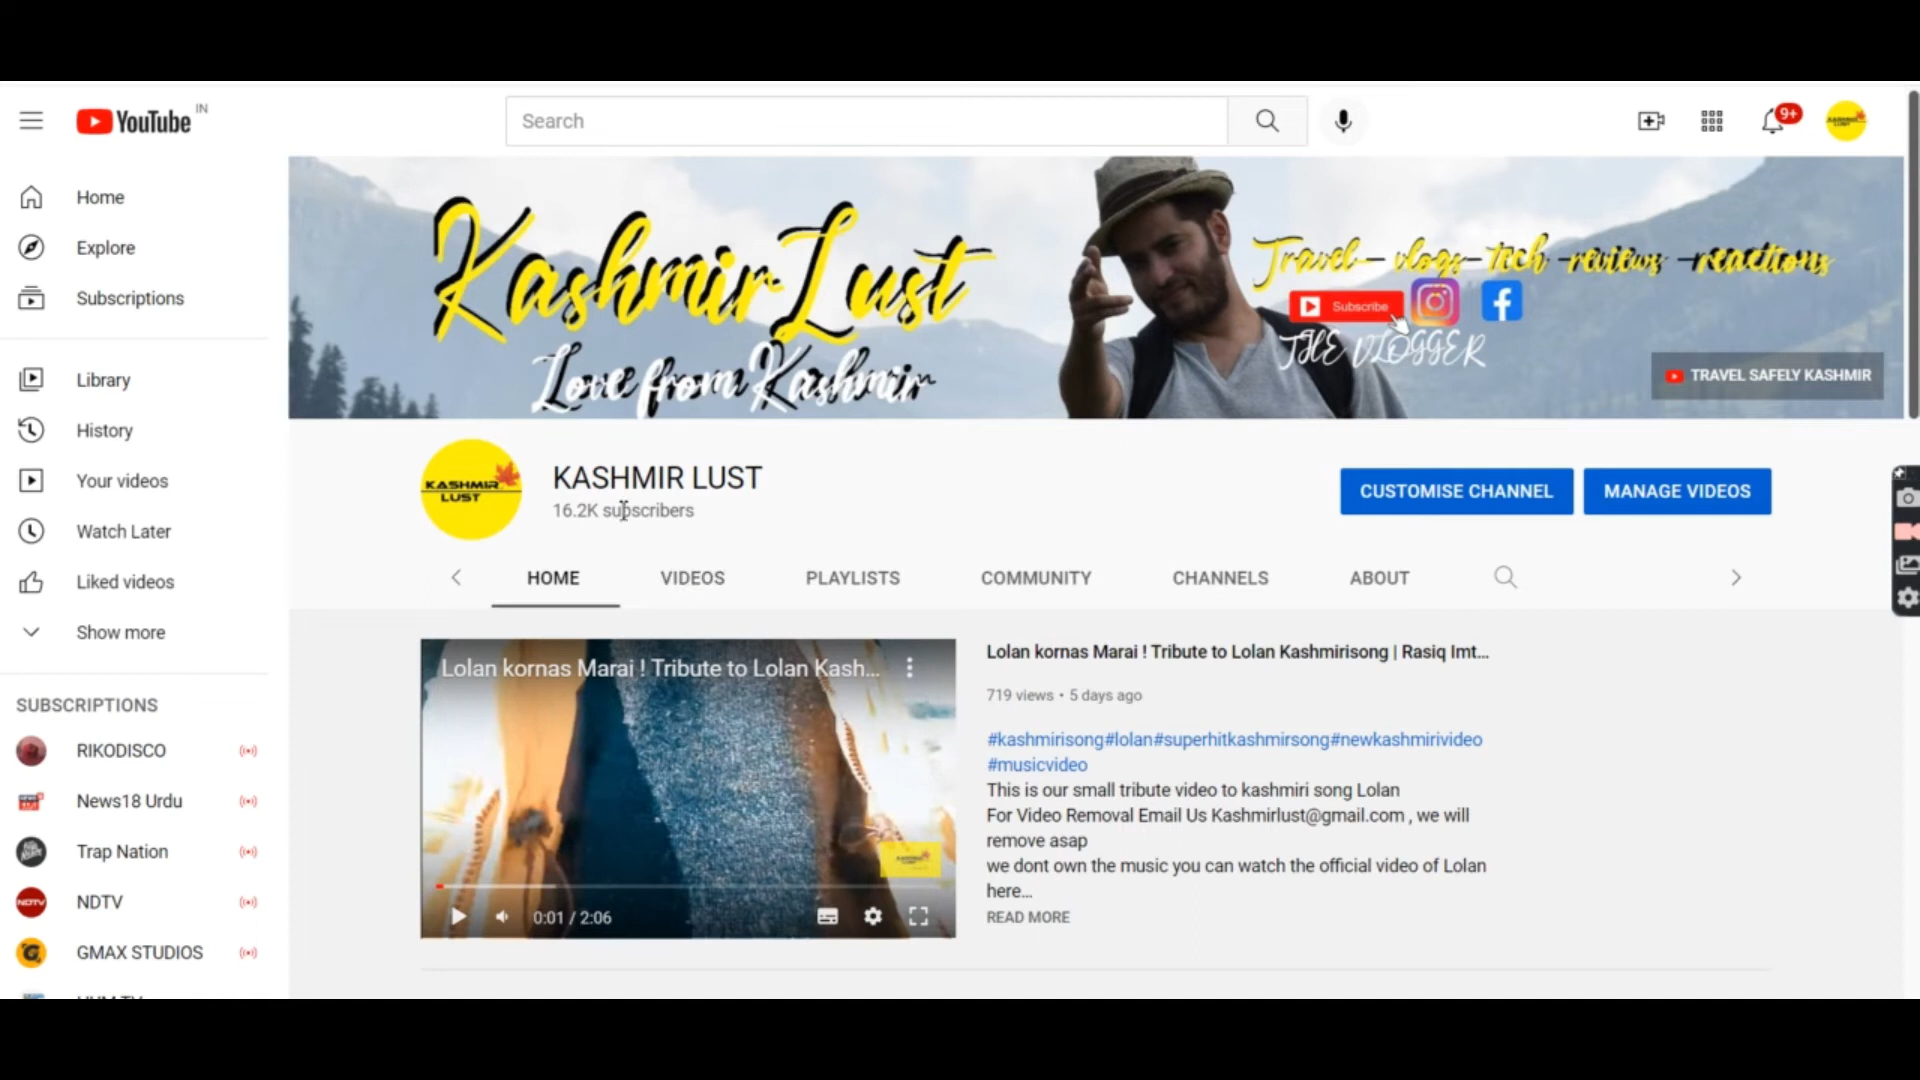 YouTube IN
Search
9+
Home
Explore
Subscriptions
Library
History
Your videos
Watch Later
Liked videos
Show more
SUBSCRIPTIONS
RIKODISCO
News18 Urdu
Trap Nation
NDTV
GMAX STUDIOS
Kashmir Lust
Love from Kashmir
Travel- vlogs-tech -reviews -reactions
Subscribe
THE VLOGGER
TRAVEL SAFELY KASHMIR
KASHMIR
LUST
KASHMIR LUST
16.2K subscribers
CUSTOMISE CHANNEL
MANAGE VIDEOS
HOME
VIDEOS
PLAYLISTS
COMMUNITY
CHANNELS
ABOUT
Lolan kornas Marai ! Tribute to Lolan Kash...
0:01 / 2:06
Lolan kornas Marai ! Tribute to Lolan Kashmirisong | Rasiq Imt...
719 views • 5 days ago
#kashmirisong#lolan#superhitkashmirsong#newkashmirivideo
#musicvideo
This is our small tribute video to kashmiri song Lolan
For Video Removal Email Us Kashmirlust@gmail.com , we will
remove asap
we dont own the music you can watch the official video of Lolan
here...
READ MORE